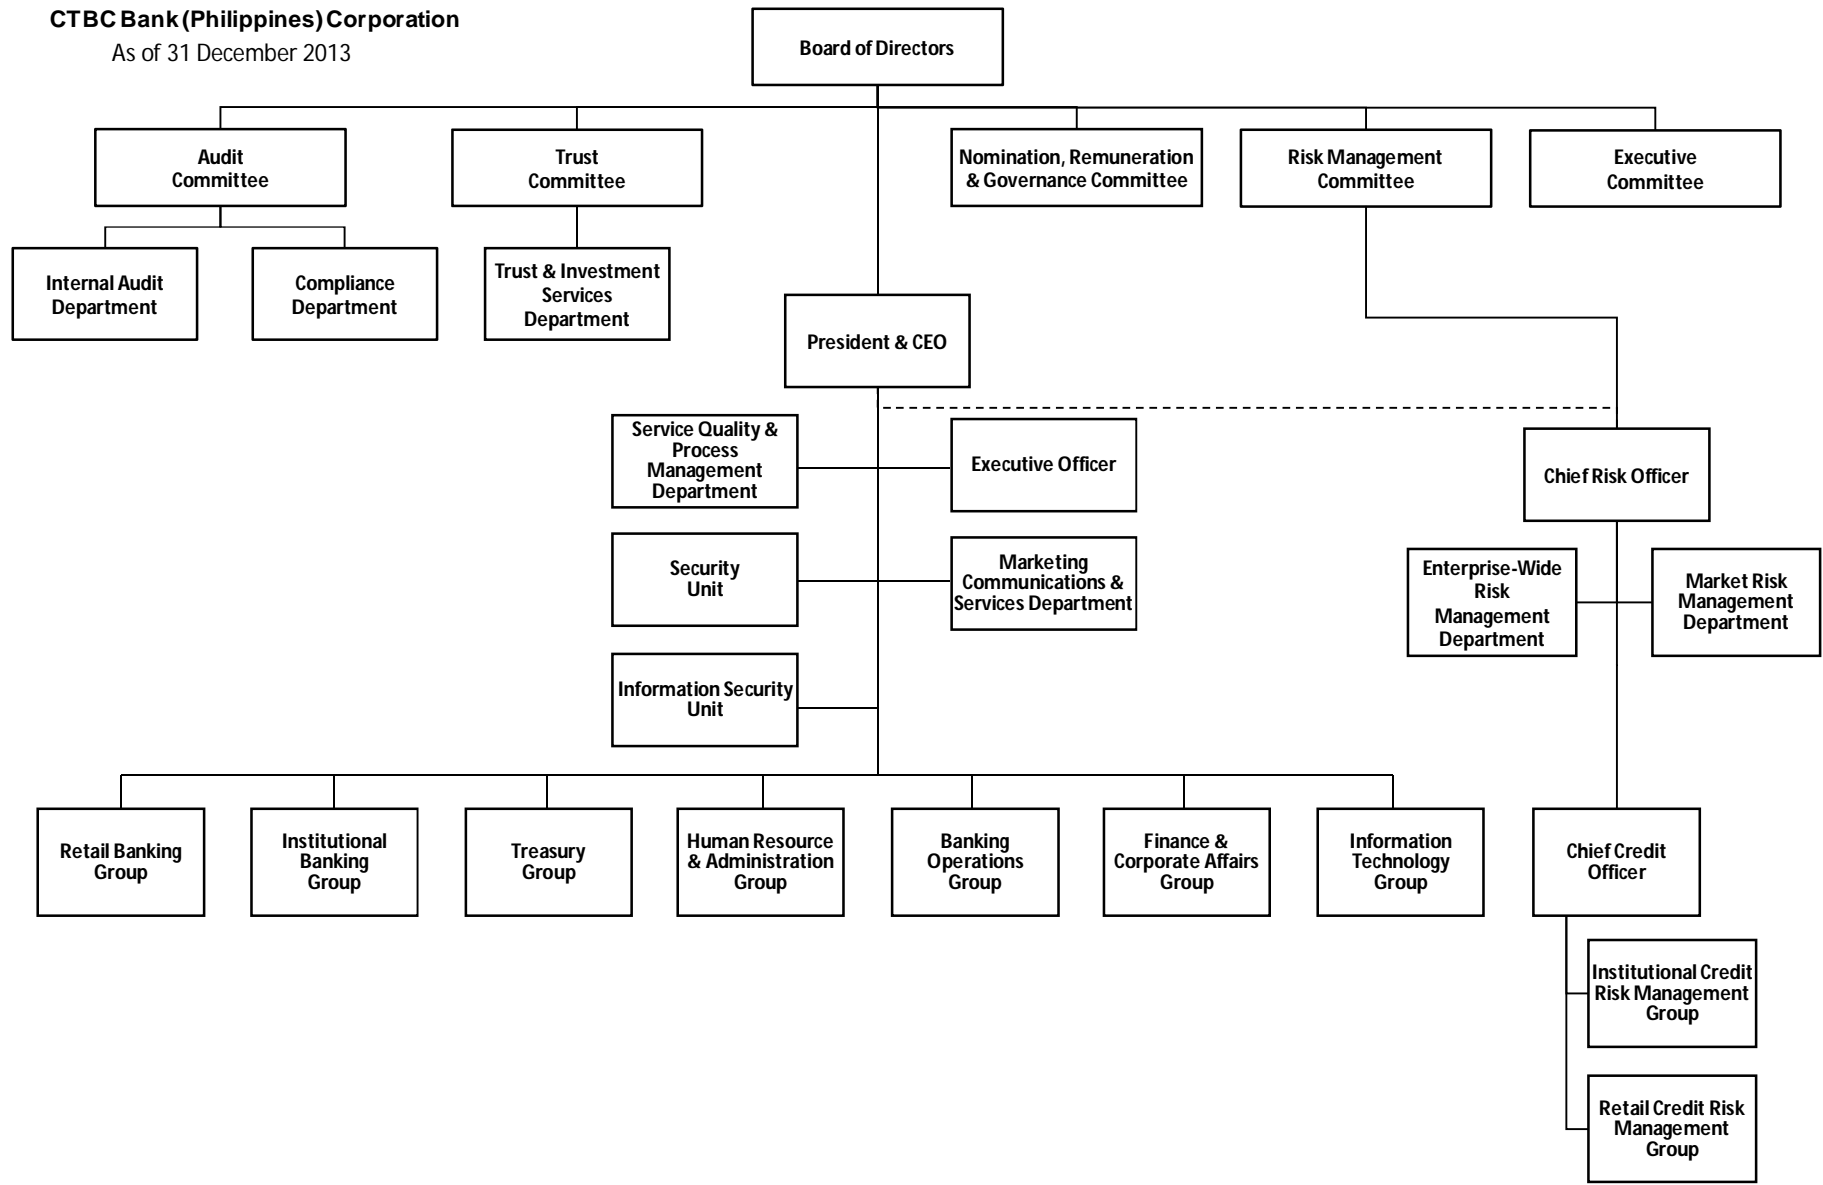 CTBC Bank (Philippines) Corporation
As of 31 December 2013
Board of Directors
Audit
Committee
Trust
Committee
Nomination, Remuneration
& Governance Committee
Risk Management
Committee
Executive
Committee
Internal Audit
Department
Compliance
Department
Trust & Investment
Services
Department
President & CEO
Service Quality &
Process
Management
Department
Executive Officer
Chief Risk Officer
Security
Unit
Marketing
Communications &
Services Department
Enterprise-Wide
Risk
Management
Department
Market Risk
Management
Department
Information Security
Unit
Retail Banking
Group
Institutional
Banking
Group
Treasury
Group
Human Resource
& Administration
Group
Banking
Operations
Group
Finance &
Corporate Affairs
Group
Information
Technology
Group
Chief Credit
Officer
Institutional Credit
Risk Management
Group
Retail Credit Risk
Management
Group